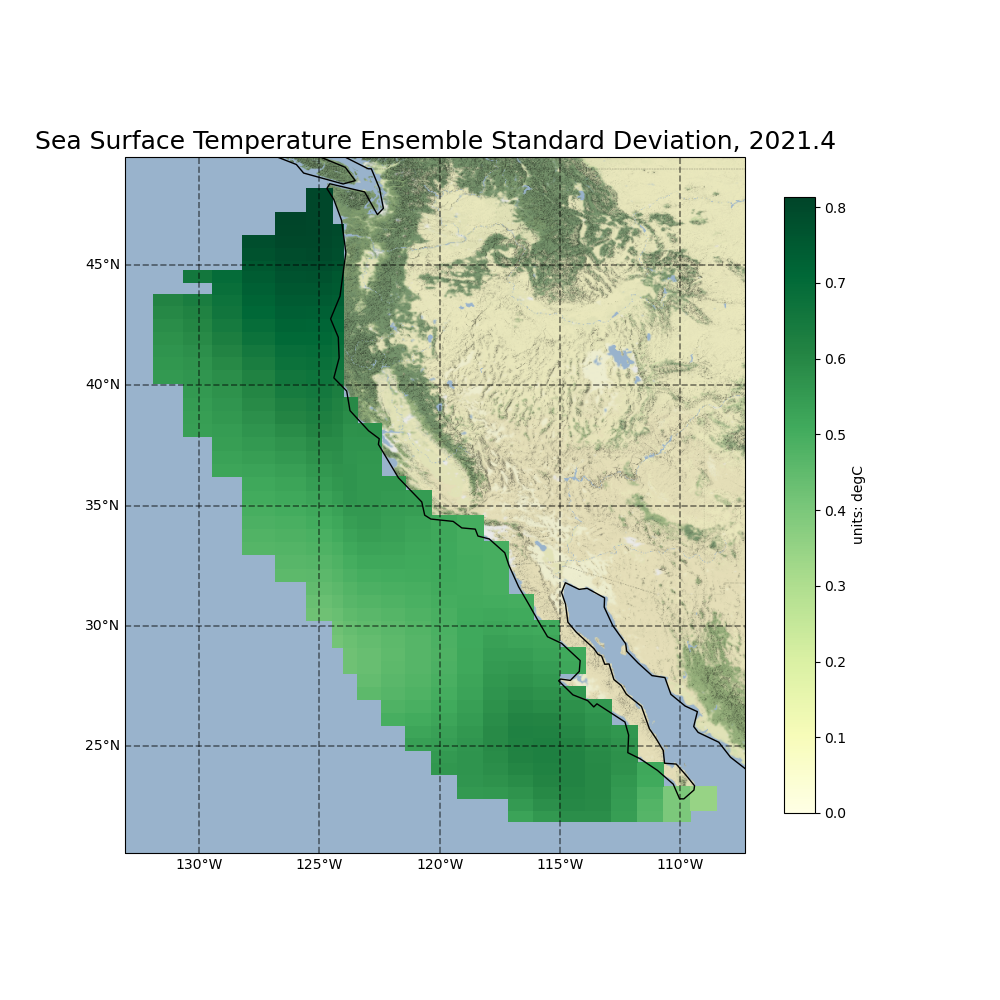 Sea Surface Temperature Ensemble Standard Deviation, 2021.4
45°N
40°N
35°N
30°N
25°N
130°W 125°W 120°W 115°W 110°W
0.8
0.7
0.6
0.5
0.4
0.3
0.2
0.1
0.0
units: degC